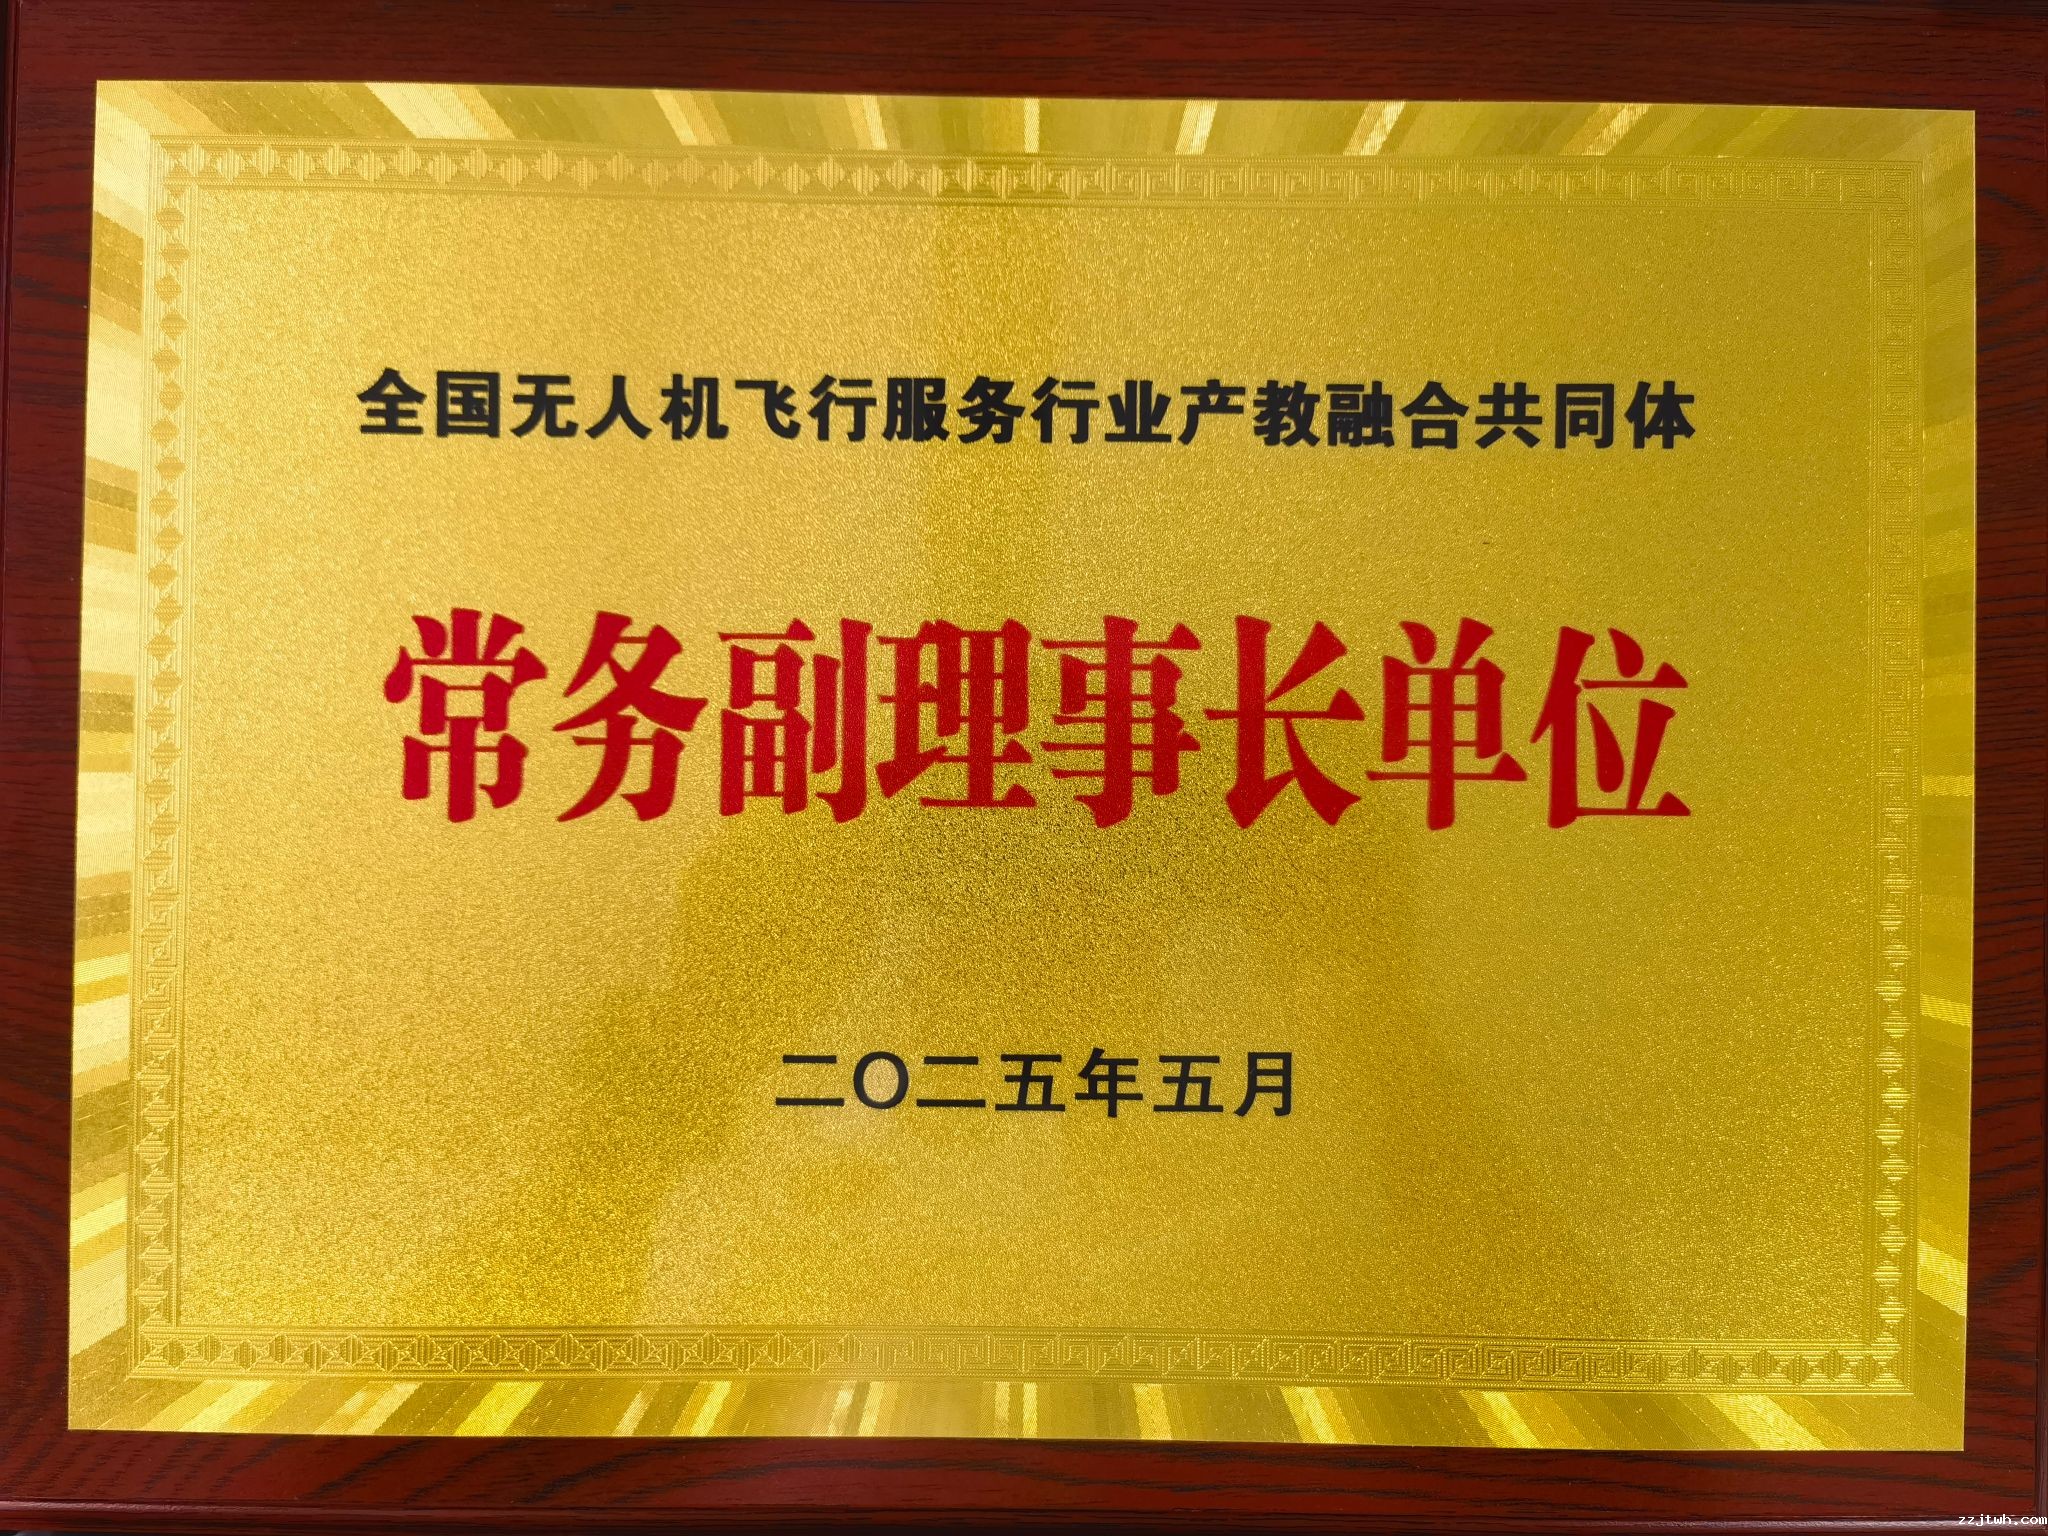 全国无人机飞行服务行业产教融合共同体
常务副理事长单位
二〇二五年五月
zzjtwh.com